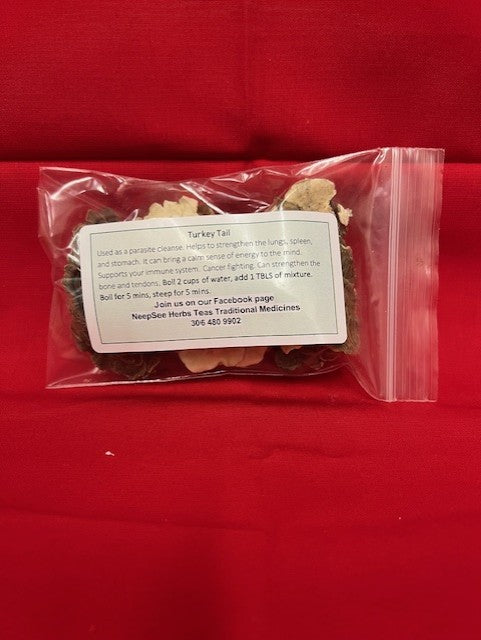 Turkey Tail
Used as a parasite cleanse. Helps to strengthen the lungs, spleen,
and stomach. It can bring a calm sense of energy to the mind.
Supports your immune system. Cancer fighting. Can strengthen the
bone and tendons. Boil 2 cups of water, add 1 TBLS of mixture.
Boil for 5 mins, steep for 5 mins.
Join us on our Facebook page
NeepSee Herbs Teas Traditional Medicines
306 480 9902